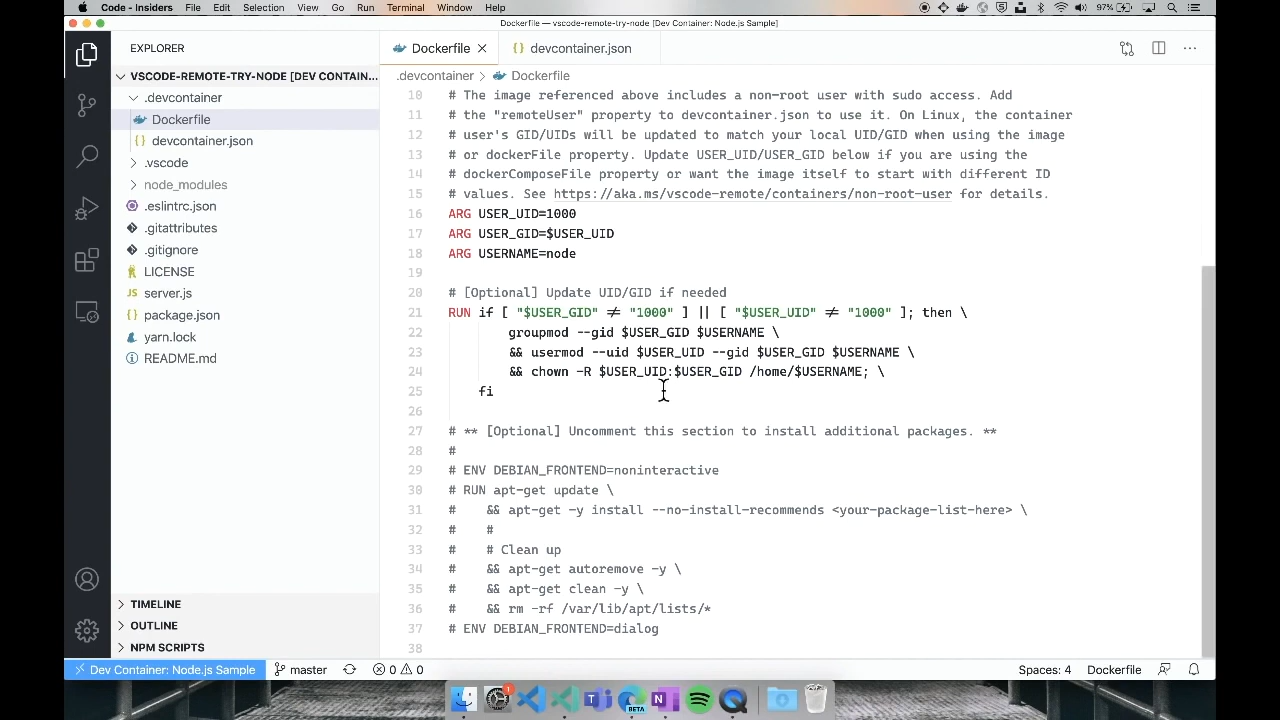 Code - Insiders File Edit Selection View Go Run Terminal Window Help 97%
Dockerfile — vscode-remote-try-node [Dev Container: Node.js Sample]
EXPLORER
VSCODE-REMOTE-TRY-NODE [DEV CONTAIN...
.devcontainer
Dockerfile
devcontainer.json
.vscode
node_modules
.eslintrc.json
.gitattributes
.gitignore
LICENSE
JS server.js
package.json
yarn.lock
README.md
TIMELINE
OUTLINE
NPM SCRIPTS
Dockerfile
{} devcontainer.json
.devcontainer > Dockerfile
10 # The image referenced above includes a non-root user with sudo access. Add
11 # the "remoteUser" property to devcontainer.json to use it. On Linux, the container
12 # user's GID/UIDs will be updated to match your local UID/GID when using the image
13 # or dockerFile property. Update USER_UID/USER_GID below if you are using the
14 # dockerComposeFile property or want the image itself to start with different ID
15 # values. See https://aka.ms/vscode-remote/containers/non-root-user for details.
16 ARG USER_UID=1000
17 ARG USER_GID=$USER_UID
18 ARG USERNAME=node
19
20 # [Optional] Update UID/GID if needed
21 RUN if [ "$USER_GID" != "1000" ] || [ "$USER_UID" != "1000" ]; then \
22 groupmod --gid $USER_GID $USERNAME \
23 && usermod --uid $USER_UID --gid $USER_GID $USERNAME \
24 && chown -R $USER_UID:$USER_GID /home/$USERNAME; \
25 fi
26
27 # ** [Optional] Uncomment this section to install additional packages. **
28 #
29 # ENV DEBIAN_FRONTEND=noninteractive
30 # RUN apt-get update \
31 # && apt-get -y install --no-install-recommends <your-package-list-here> \
32 # #
33 # # Clean up
34 # && apt-get autoremove -y \
35 # && apt-get clean -y \
36 # && rm -rf /var/lib/apt/lists/*
37 # ENV DEBIAN_FRONTEND=dialog
38
Dev Container: Node.js Sample master 0 0 Spaces: 4 Dockerfile
1
BETA
N